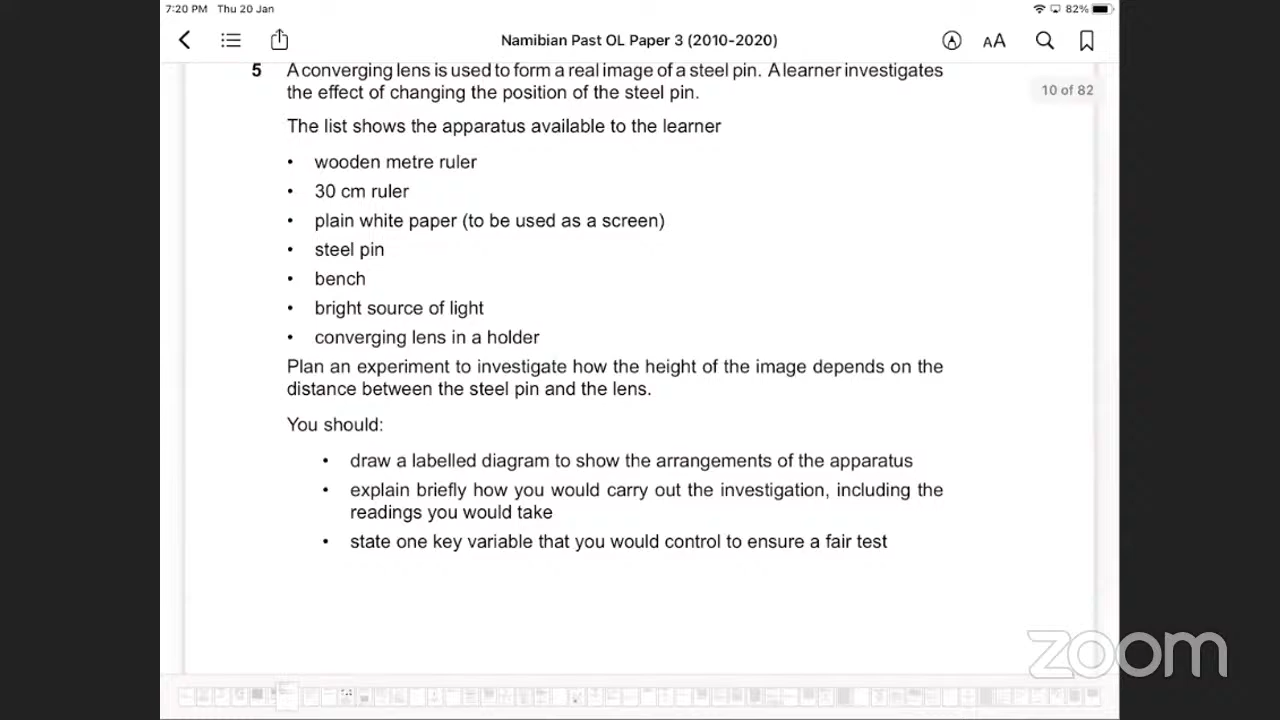 7:20 PM Thu 20 Jan
82%
Namibian Past OL Paper 3 (2010-2020)
AA
10 of 82
5 A converging lens is used to form a real image of a steel pin. A learner investigates
the effect of changing the position of the steel pin.
The list shows the apparatus available to the learner
• wooden metre ruler
• 30 cm ruler
• plain white paper (to be used as a screen)
• steel pin
• bench
• bright source of light
• converging lens in a holder
Plan an experiment to investigate how the height of the image depends on the
distance between the steel pin and the lens.
You should:
• draw a labelled diagram to show the arrangements of the apparatus
• explain briefly how you would carry out the investigation, including the
readings you would take
• state one key variable that you would control to ensure a fair test
zoom